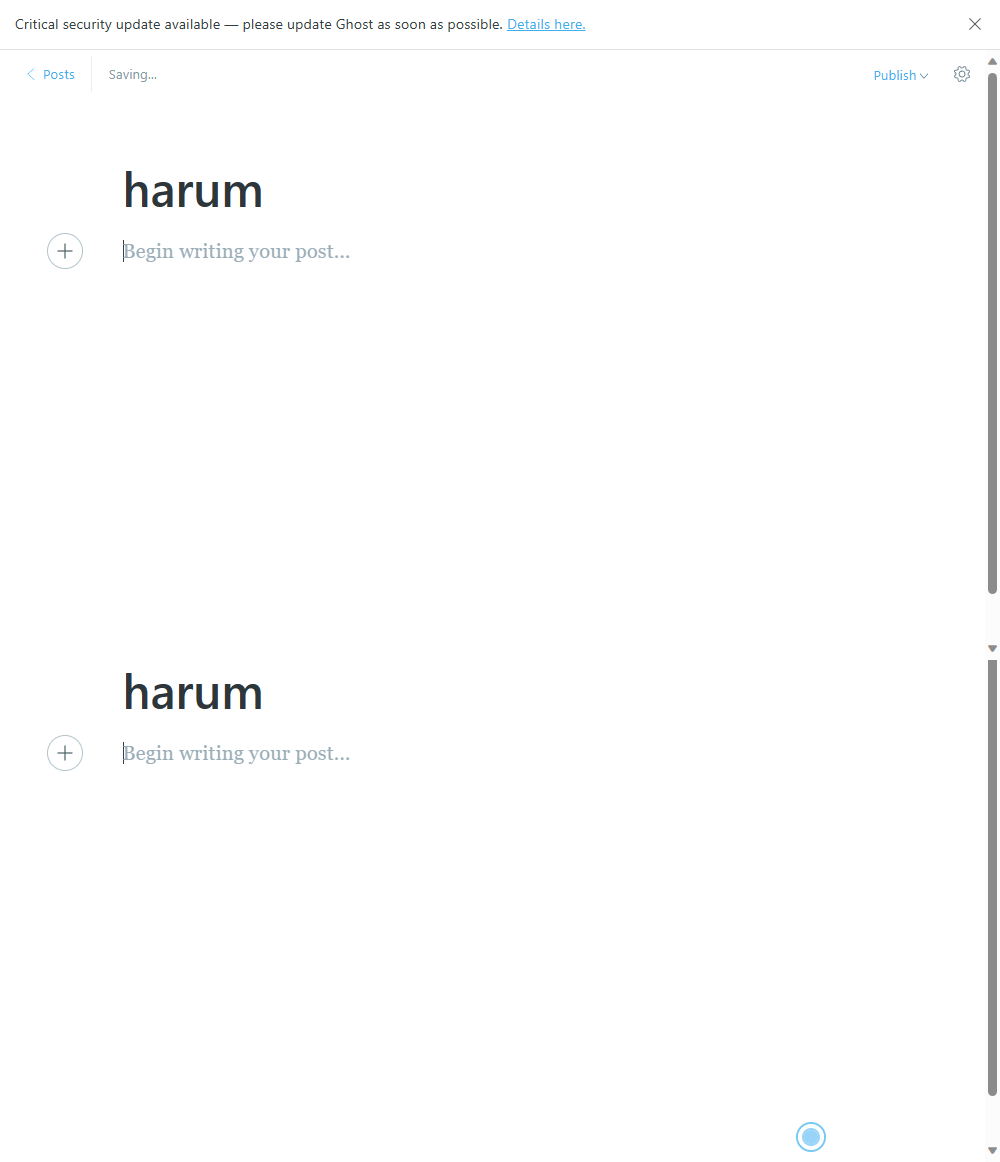 Critical security update available — please update Ghost as soon as possible. Details here.
Posts
Saving...
Publish
harum
Begin writing your post...
harum
Begin writing your post...